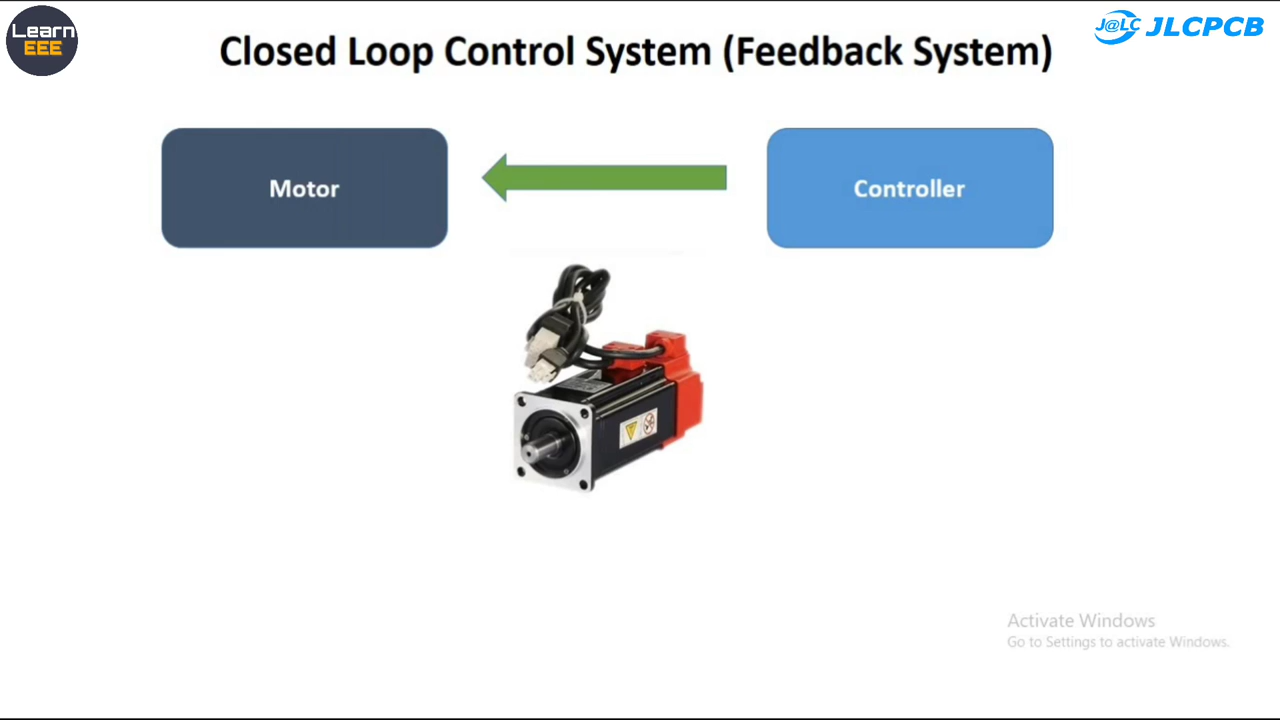 Learn
EEE
Closed Loop Control System (Feedback System)
J@LC JLCPCB
Motor
Controller
Activate Windows
Go to Settings to activate Windows.